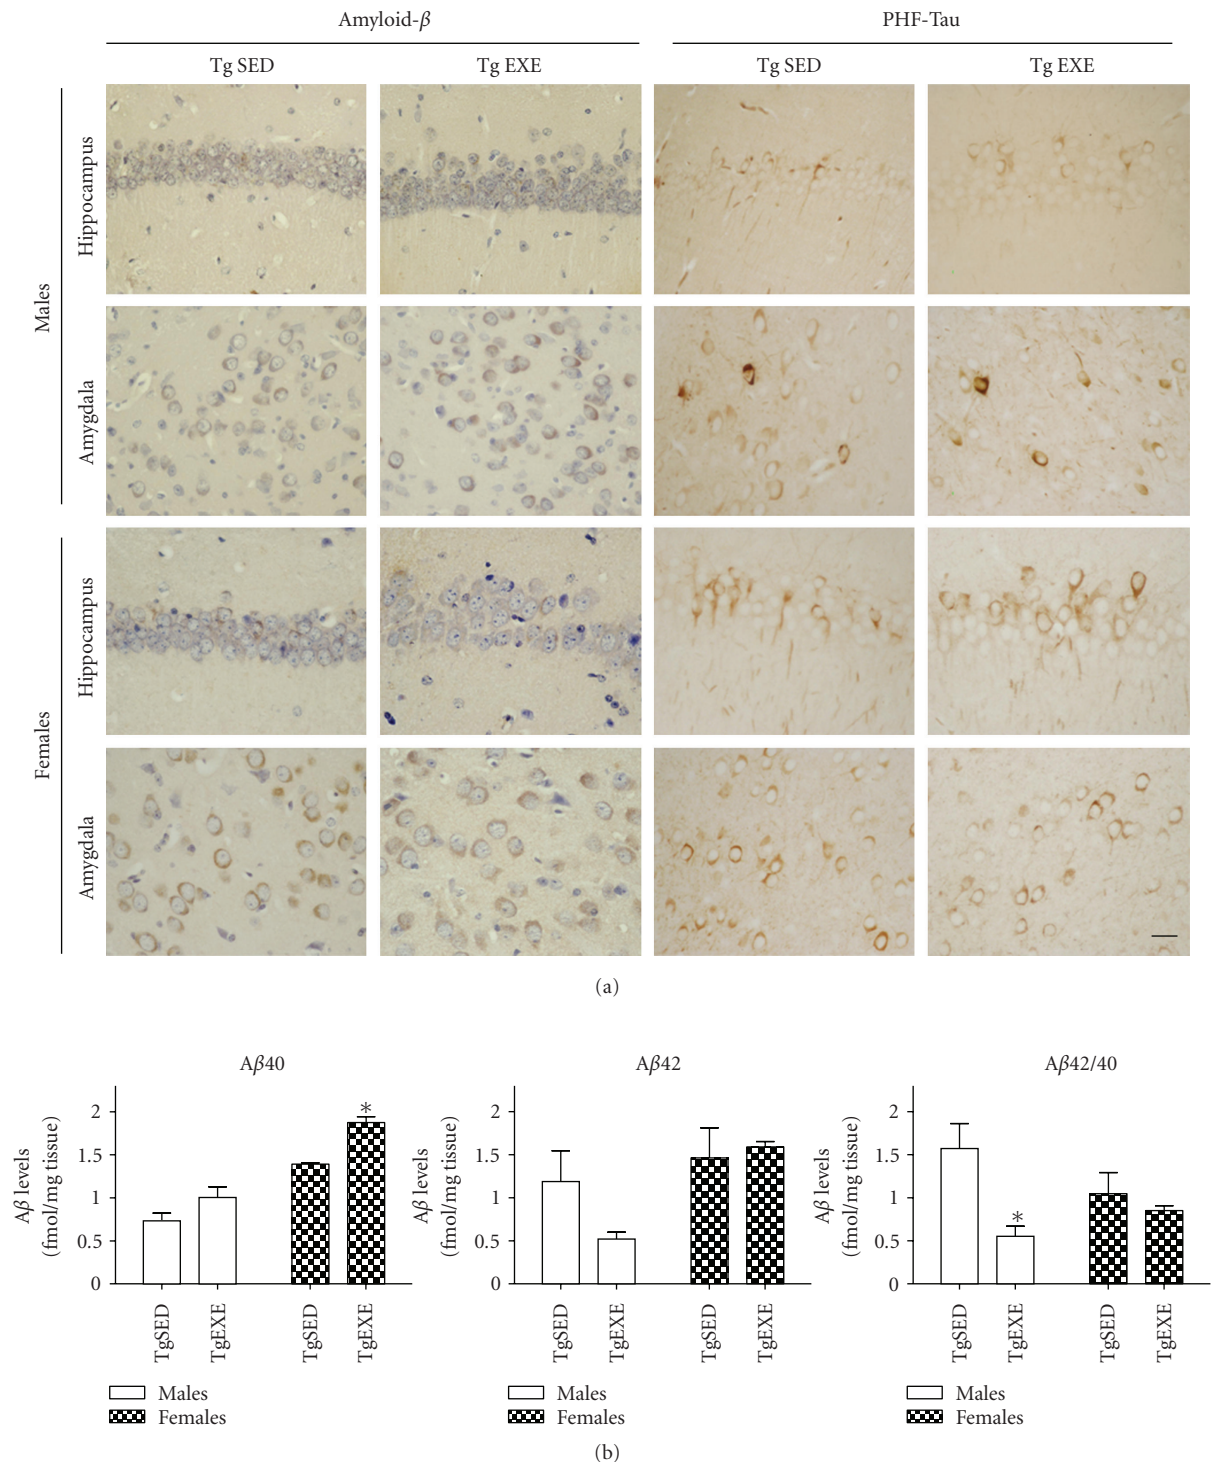 Amyloid-β PHF-Tau
Tg SED Tg EXE Tg SED Tg EXE
Males
Hippocampus
Amygdala
Females
Hippocampus
Amygdala
(a)
Aβ40
Aβ levels
(fmol/mg tissue)
2
1.5
1
0.5
0
*
TgSED
TgEXE
TgSED
TgEXE
Males
Females
Aβ42
Aβ levels
(fmol/mg tissue)
2
1.5
1
0.5
0
TgSED
TgEXE
TgSED
TgEXE
Males
Females
Aβ42/40
Aβ levels
(fmol/mg tissue)
2
1.5
1
0.5
0
*
TgSED
TgEXE
TgSED
TgEXE
Males
Females
(b)